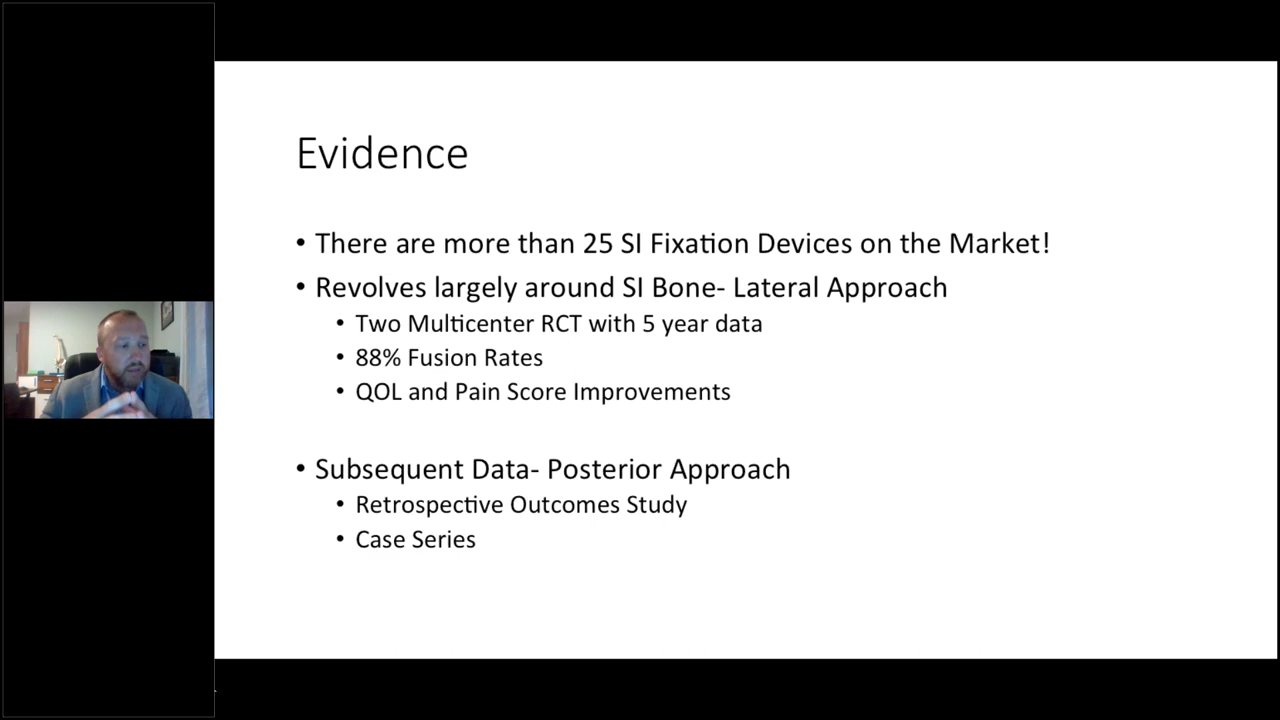 Evidence
• There are more than 25 SI Fixation Devices on the Market!
• Revolves largely around SI Bone- Lateral Approach
• Two Multicenter RCT with 5 year data
• 88% Fusion Rates
• QOL and Pain Score Improvements
• Subsequent Data- Posterior Approach
• Retrospective Outcomes Study
• Case Series